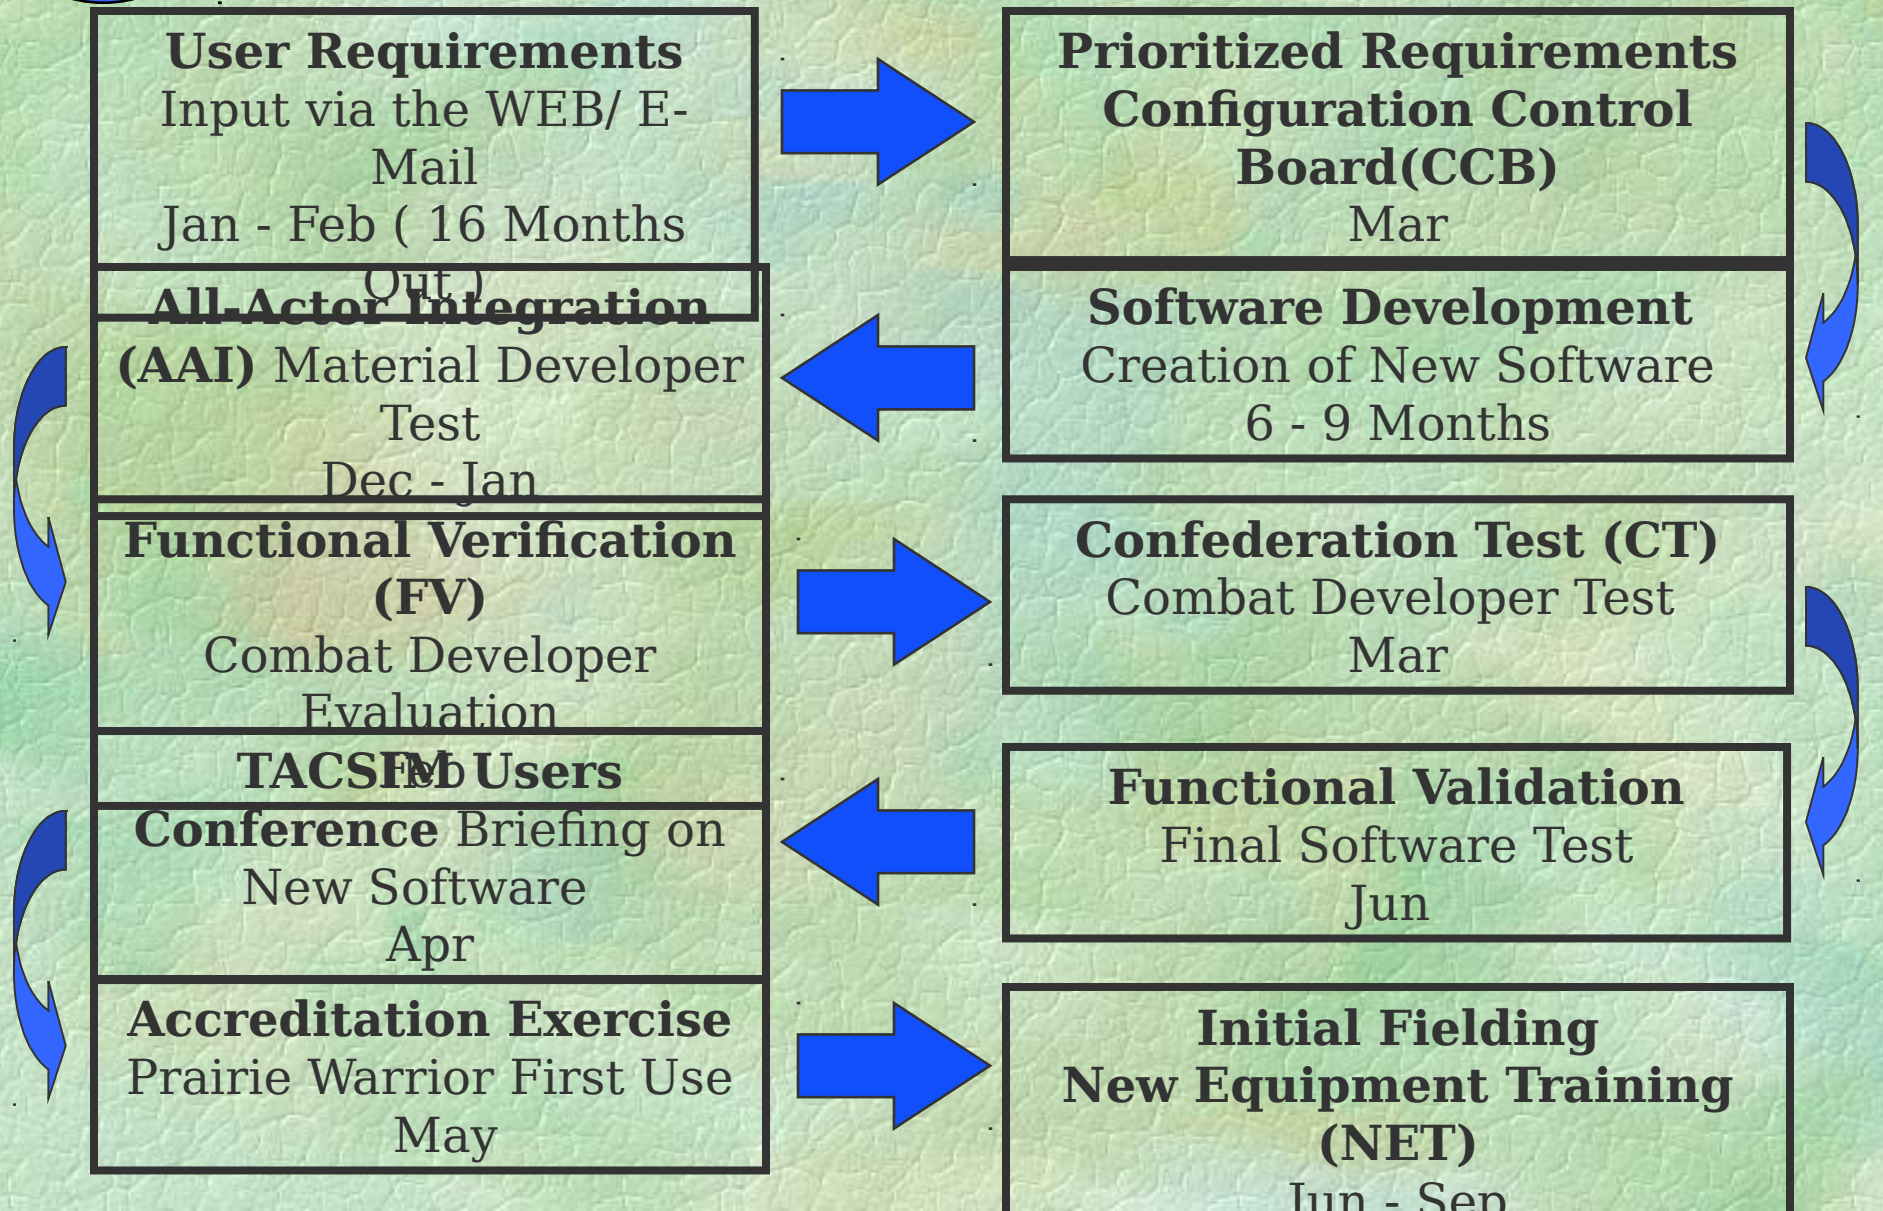 User Requirements
Input via the WEB/ E-
Mail
Jan - Feb ( 16 Months
Out )
Prioritized Requirements
Configuration Control
Board(CCB)
Mar
Software Development
Creation of New Software
6 - 9 Months
All-Actor Integration
(AAI) Material Developer
Test
Dec - Jan
Functional Verification
(FV)
Combat Developer
Evaluation
Feb
Confederation Test (CT)
Combat Developer Test
Mar
Functional Validation
Final Software Test
Jun
TACSIM Users
Conference Briefing on
New Software
Apr
Accreditation Exercise
Prairie Warrior First Use
May
Initial Fielding
New Equipment Training
(NET)
Jun - Sep